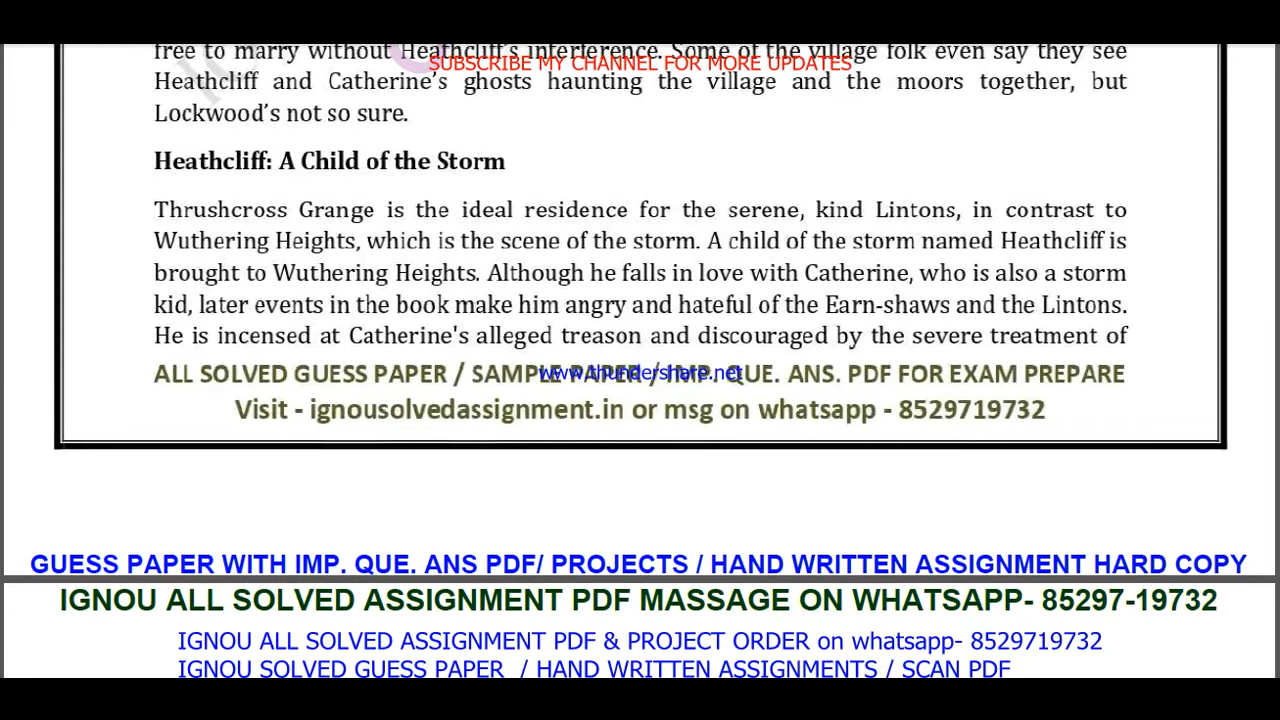 free to marry without Heathcliff's interference. Some of the village folk even say they see
SUBSCRIBE MY CHANNEL FOR MORE UPDATES
Heathcliff and Catherine's ghosts haunting the village and the moors together, but
Lockwood's not so sure.
Heathcliff: A Child of the Storm
Thrushcross Grange is the ideal residence for the serene, kind Lintons, in contrast to
Wuthering Heights, which is the scene of the storm. A child of the storm named Heathcliff is
brought to Wuthering Heights. Although he falls in love with Catherine, who is also a storm
kid, later events in the book make him angry and hateful of the Earn-shaws and the Lintons.
He is incensed at Catherine's alleged treason and discouraged by the severe treatment of
ALL SOLVED GUESS PAPER / SAMPLE PAPER / IMP. QUE. ANS. PDF FOR EXAM PREPARE
www.thundershare.net
Visit - ignousolvedassignment.in or msg on whatsapp - 8529719732
GUESS PAPER WITH IMP. QUE. ANS PDF/ PROJECTS / HAND WRITTEN ASSIGNMENT HARD COPY
IGNOU ALL SOLVED ASSIGNMENT PDF MASSAGE ON WHATSAPP- 85297-19732
IGNOU ALL SOLVED ASSIGNMENT PDF & PROJECT ORDER on whatsapp- 8529719732
IGNOU SOLVED GUESS PAPER / HAND WRITTEN ASSIGNMENTS / SCAN PDF